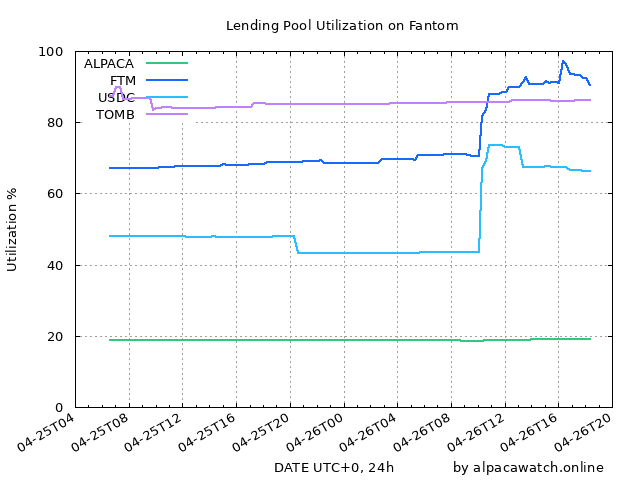 Lending Pool Utilization on Fantom
100
80
60
40
20
0
Utilization %
ALPACA
FTM
USDC
TOMB
04-25T04
04-25T08
04-25T12
04-25T16
04-25T20
04-26T00
04-26T04
04-26T08
04-26T12
04-26T16
04-26T20
DATE UTC+0, 24h
by alpacawatch.online